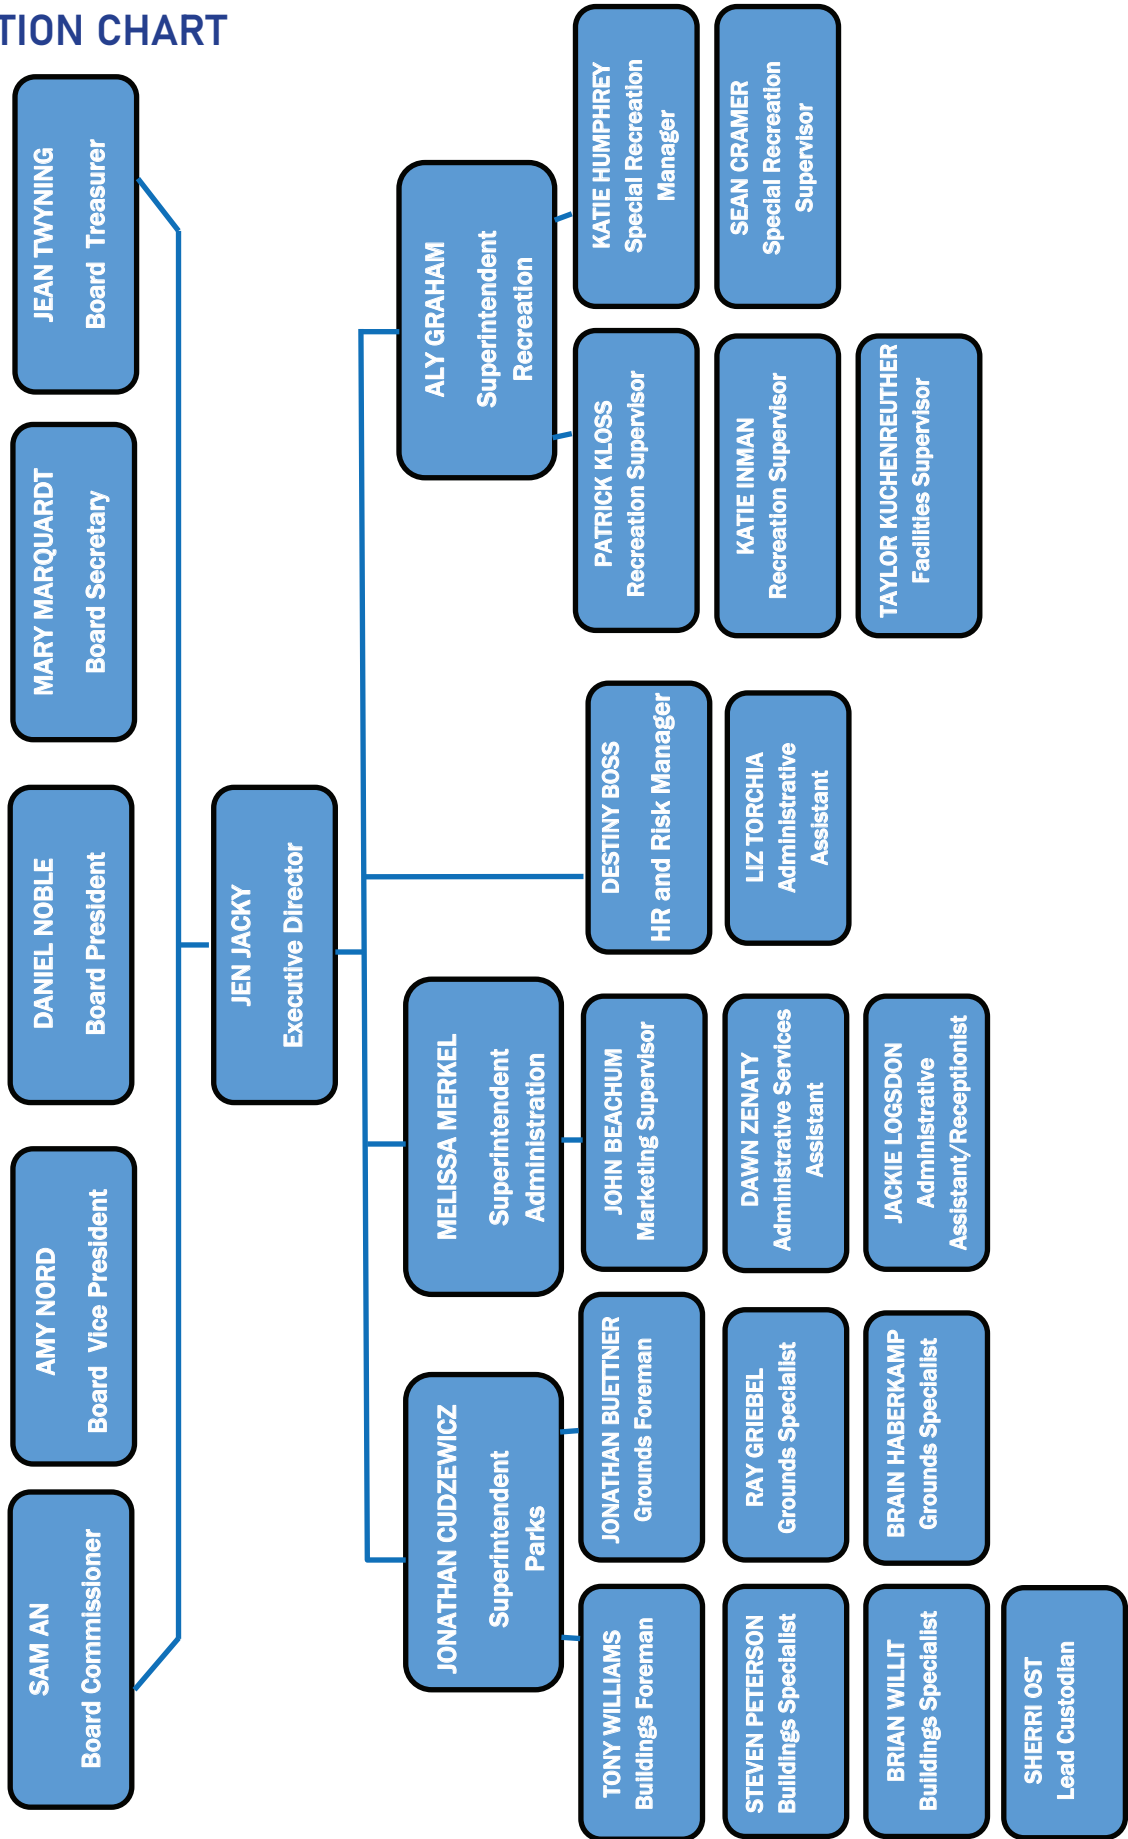 TION CHART
SAM AN
Board Commissioner
AMY NORD
Board Vice President
DANIEL NOBLE
Board President
MARY MARQUARDT
Board Secretary
JEAN TWYNING
Board Treasurer
JEN JACKY
Executive Director
JONATHAN CUDZEWICZ
Superintendent
Parks
MELISSA MERKEL
Superintendent
Administration
ALY GRAHAM
Superintendent
Recreation
TONY WILLIAMS
Buildings Foreman
STEVEN PETERSON
Buildings Specialist
BRIAN WILLIT
Buildings Specialist
SHERRI OST
Lead Custodian
JONATHAN BUETTNER
Grounds Foreman
RAY GRIEBEL
Grounds Specialist
BRAIN HABERKAMP
Grounds Specialist
JOHN BEACHUM
Marketing Supervisor
DAWN ZENATY
Administrative Services
Assistant
JACKIE LOGSDON
Administrative
Assistant/Receptionist
DESTINY BOSS
HR and Risk Manager
LIZ TORCHIA
Administrative
Assistant
PATRICK KLOSS
Recreation Supervisor
KATIE INMAN
Recreation Supervisor
TAYLOR KUCHENREUTHER
Facilities Supervisor
KATIE HUMPHREY
Special Recreation
Manager
SEAN CRAMER
Special Recreation
Supervisor